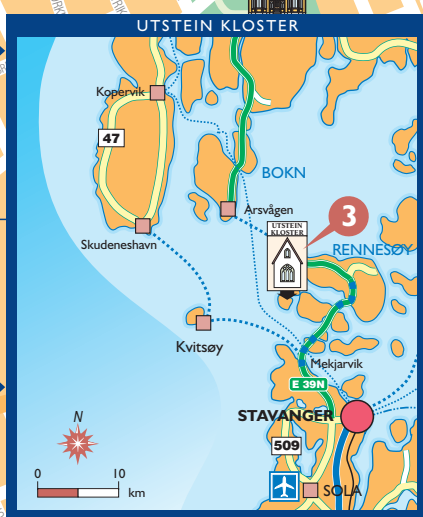 UTSTEIN KLOSTER
Kopervik
47
BOKN
Arsvågen
3
UTSTEIN
KLOSTER
RENNESØY
Skudeneshavn
Kvitsøy
Mekjarvik
E 39N
STAVANGER
N
509
0 10
km
SOLA